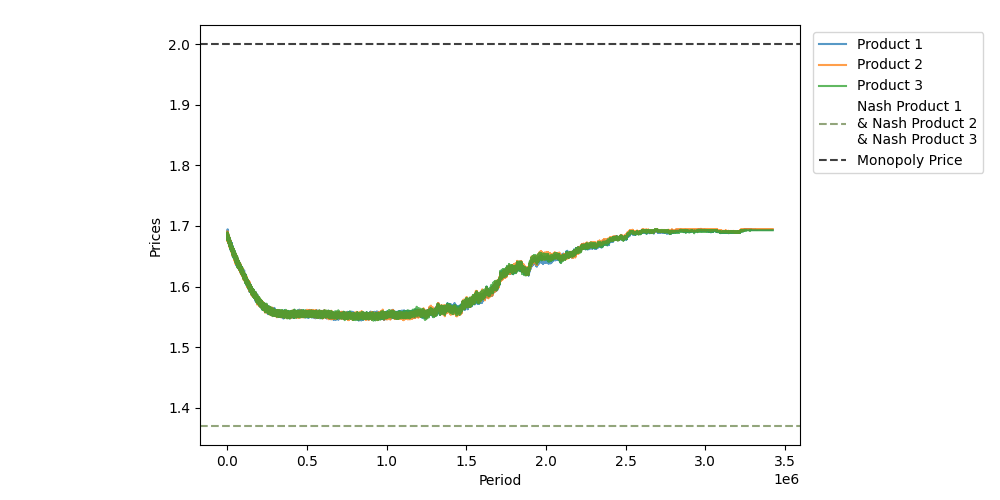 2.0
1.9
1.8
1.7
1.6
1.5
1.4
Prices
0.0 0.5 1.0 1.5 2.0 2.5 3.0 3.5
1e6
Period
Product 1
Product 2
Product 3
Nash Product 1
& Nash Product 2
& Nash Product 3
Monopoly Price